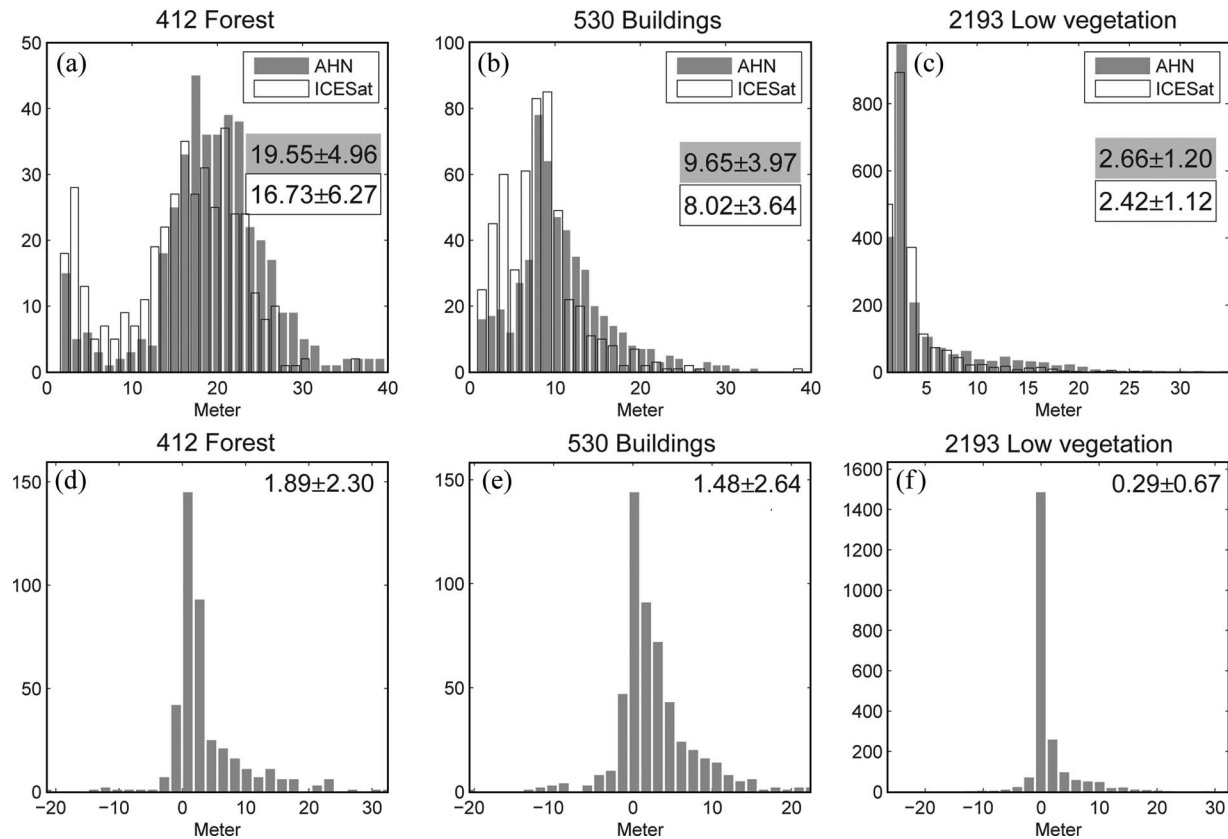 412 Forest
530 Buildings
2193 Low vegetation
(a)
AHN
ICESat
19.55±4.96
16.73±6.27
50
40
30
20
10
0
0 10 20 30 40
Meter
(b)
AHN
ICESat
9.65±3.97
8.02±3.64
100
80
60
40
20
0
0 10 20 30 40
Meter
(c)
AHN
ICESat
2.66±1.20
2.42±1.12
800
600
400
200
0
5 10 15 20 25 30
Meter
412 Forest
530 Buildings
2193 Low vegetation
(d)
1.89±2.30
150
100
50
0
−20 −10 0 10 20 30
Meter
(e)
1.48±2.64
150
100
50
0
−20 −10 0 10 20
Meter
(f)
0.29±0.67
1600
1400
1200
1000
800
600
400
200
0
−20 −10 0 10 20 30
Meter